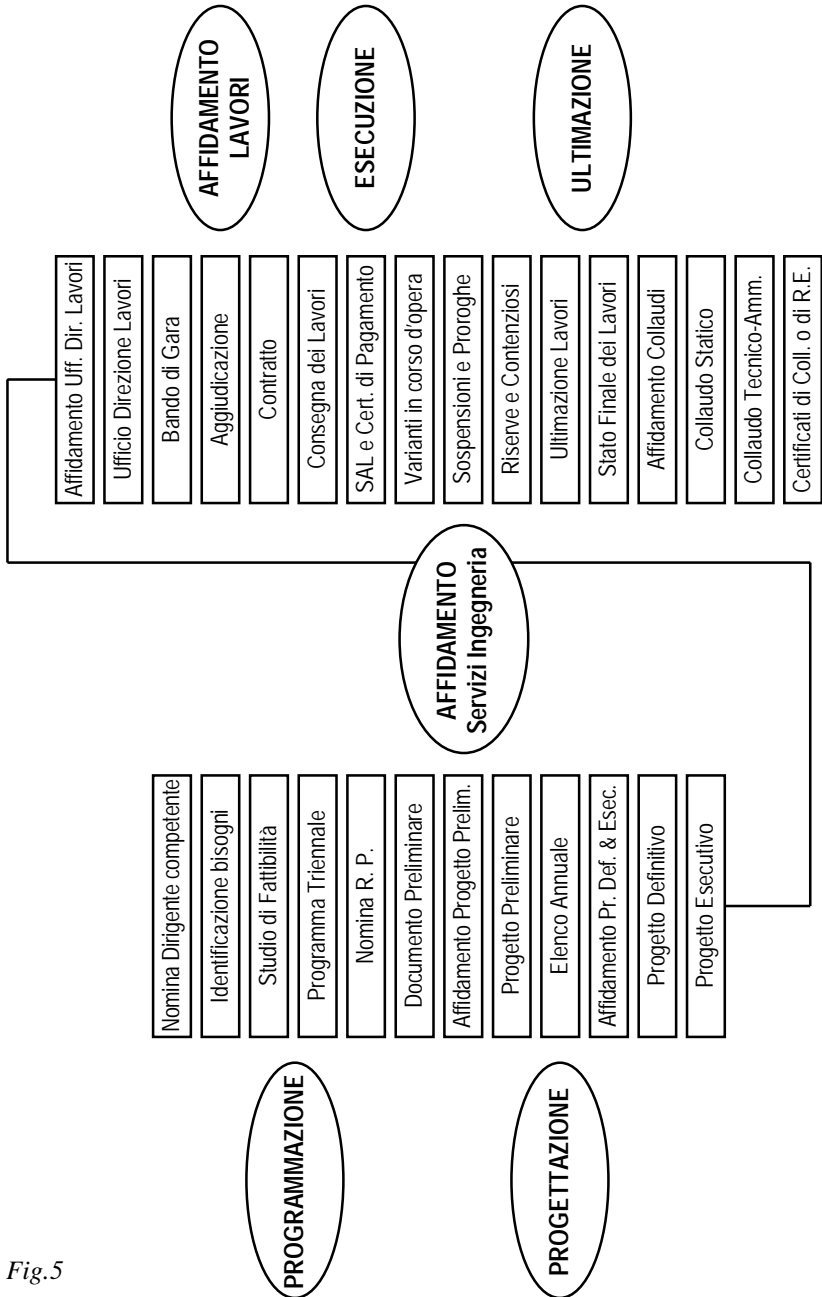 PROGRAMMAZIONE
PROGETTAZIONE
Nomina Dirigente competente
Identificazione bisogni
Studio di Fattibilità
Programma Triennale
Nomina R. P.
Documento Preliminare
Affidamento Progetto Prelim.
Progetto Preliminare
Elenco Annuale
Affidamento Pr. Def. & Esec.
Progetto Definitivo
Progetto Esecutivo
AFFIDAMENTO
Servizi Ingegneria
Affidamento Uff. Dir. Lavori
Ufficio Direzione Lavori
Bando di Gara
Aggiudicazione
Contratto
Consegna dei Lavori
SAL e Cert. di Pagamento
Varianti in corso d'opera
Sospensioni e Proroghe
Riserve e Contenziosi
Ultimazione Lavori
Stato Finale dei Lavori
Affidamento Collaudi
Collaudo Statico
Collaudo Tecnico-Amm.
Certificati di Coll. o di R.E.
AFFIDAMENTO
LAVORI
ESECUZIONE
ULTIMAZIONE
Fig.5